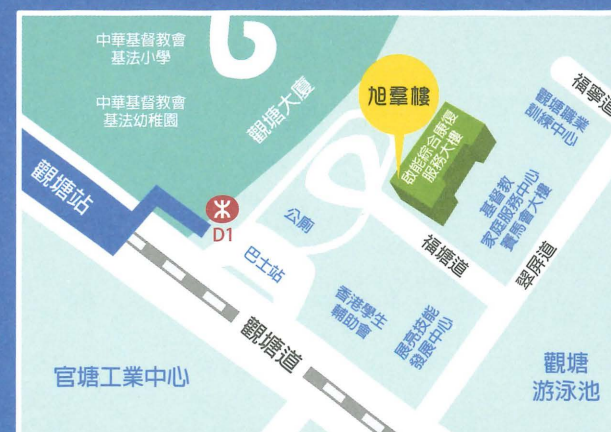 中華基督教會
基法小學
中華基督教會
基法幼稚園
觀塘大廈
旭羣樓
啟能綜合康復
服務大樓
福寧道
觀塘職業
訓練中心
觀塘站
D1
公廁
巴士站
福塘道
基督教
家庭服務中心
賽馬會大樓
翠屏道
香港學生
輔助會
展亮技能
發展中心
觀塘道
官塘工業中心
觀塘
游泳池